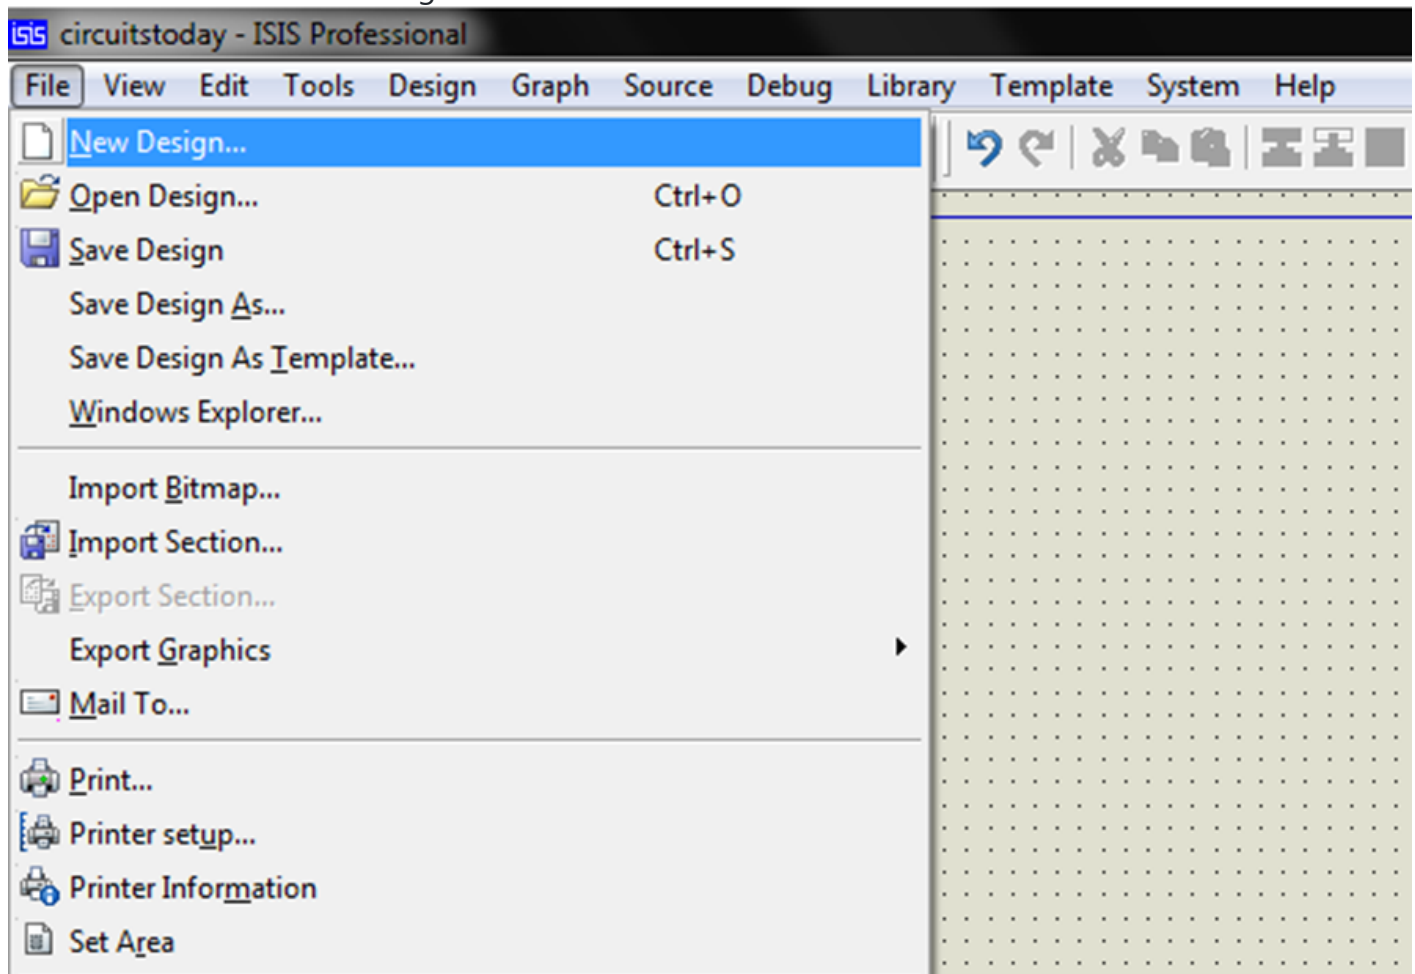 isis circuitstoday - ISIS Professional
File View Edit Tools Design Graph Source Debug Library Template System Help
New Design...
Open Design... Ctrl+O
Save Design Ctrl+S
Save Design As...
Save Design As Template...
Windows Explorer...
Import Bitmap...
Import Section...
Export Section...
Export Graphics
Mail To...
Print...
Printer setup...
Printer Information
Set Area